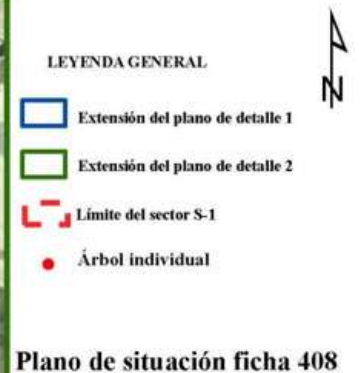 N
LEYENDA GENERAL
Extensión del plano de detalle 1
Extensión del plano de detalle 2
Límite del sector S-1
Árbol individual
Plano de situación ficha 408